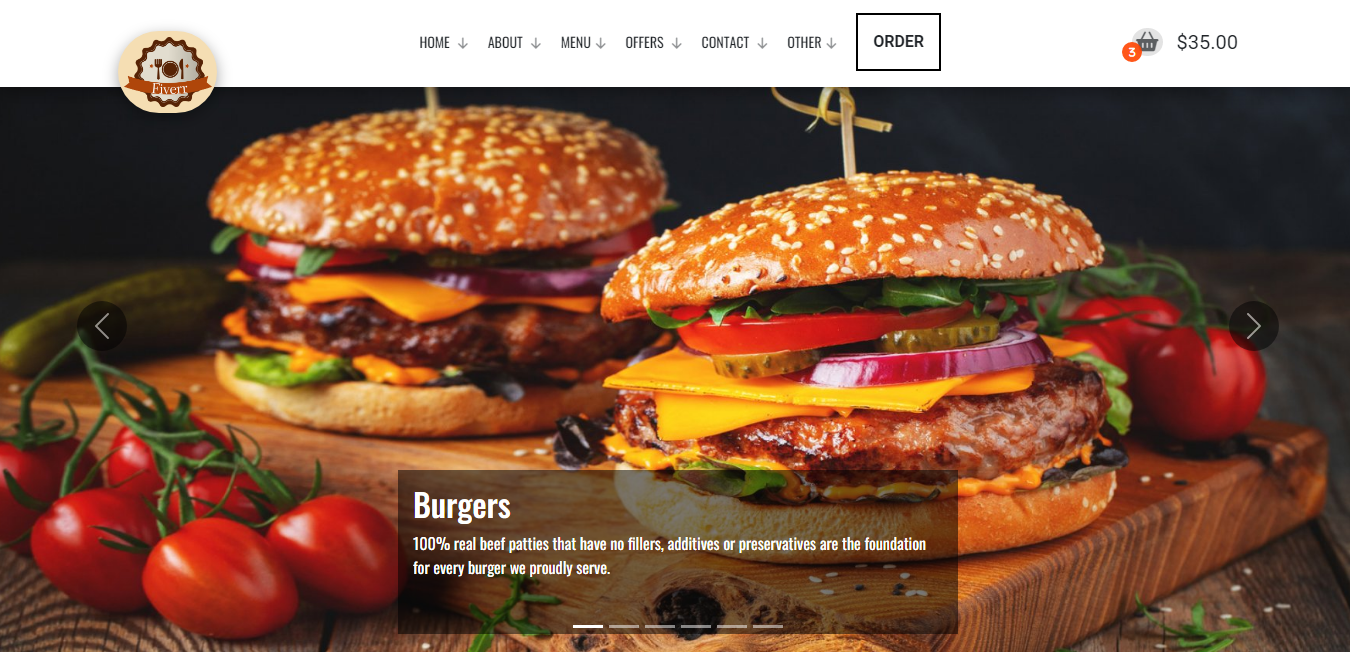 HOME ABOUT MENU OFFERS CONTACT OTHER ORDER
3 $35.00
Fiverr
Burgers
100% real beef patties that have no fillers, additives or preservatives are the foundation
for every burger we proudly serve.